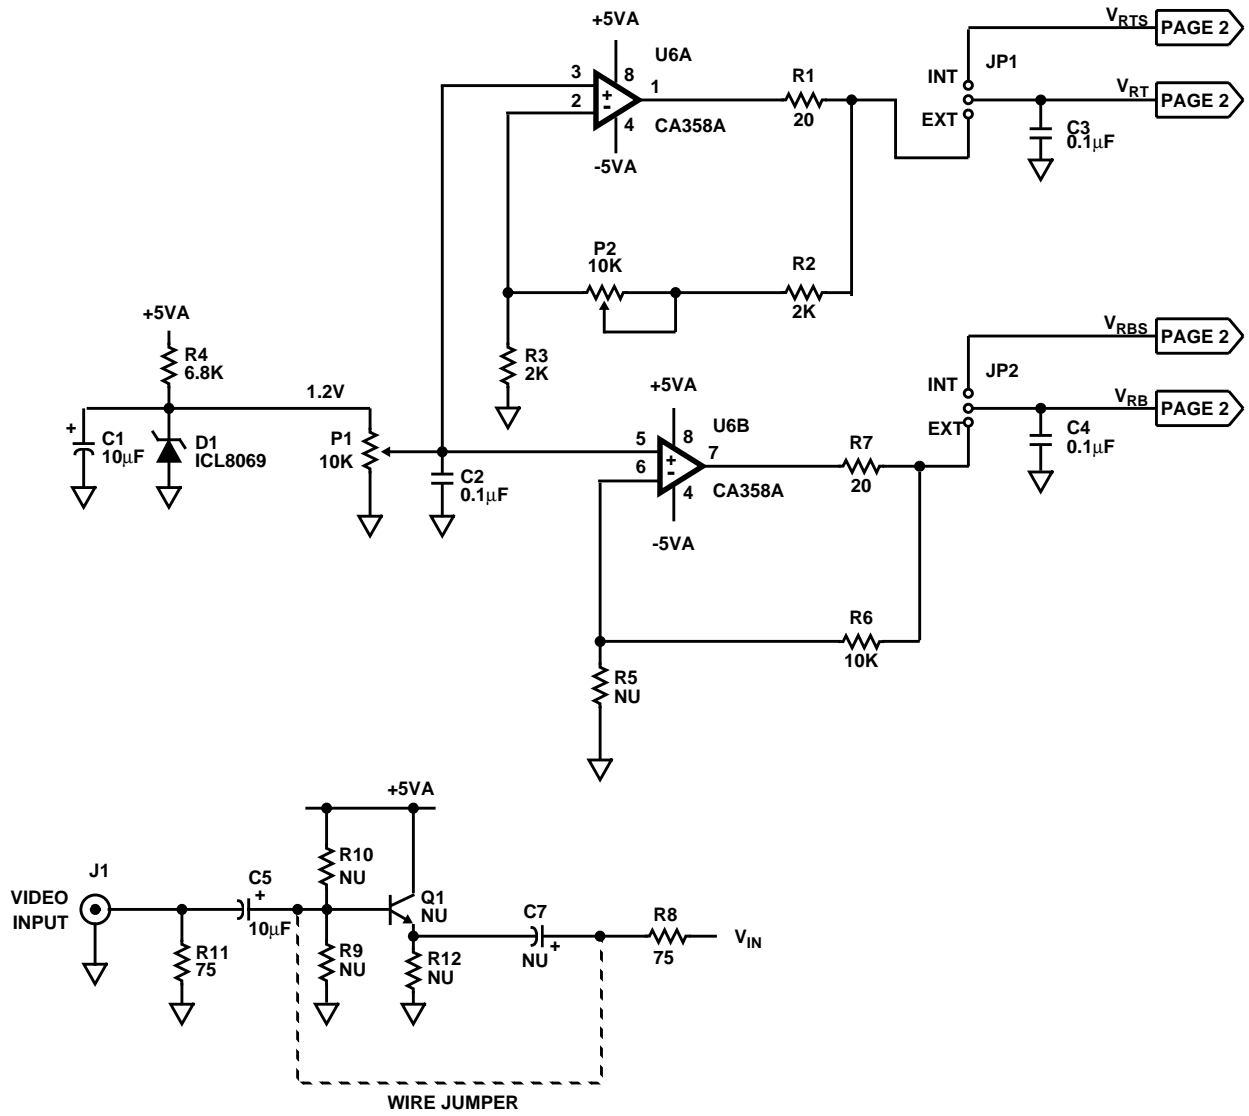 +5VA
U6A
3
8
1
2
+
-
4
CA358A
-5VA
R1
20
V_RTS
PAGE 2
INT
JP1
V_RT
PAGE 2
EXT
C3
0.1µF
P2
10K
R2
2K
R3
2K
+5VA
R4
6.8K
1.2V
+
C1
10µF
D1
ICL8069
P1
10K
C2
0.1µF
+5VA
U6B
5
8
7
6
+
-
4
CA358A
-5VA
R7
20
V_RBS
PAGE 2
INT
JP2
V_RB
PAGE 2
EXT
C4
0.1µF
R6
10K
R5
NU
+5VA
J1
VIDEO
INPUT
R11
75
C5
+
10µF
R10
NU
R9
NU
Q1
NU
R12
NU
C7
+
NU
R8
75
V_IN
WIRE JUMPER